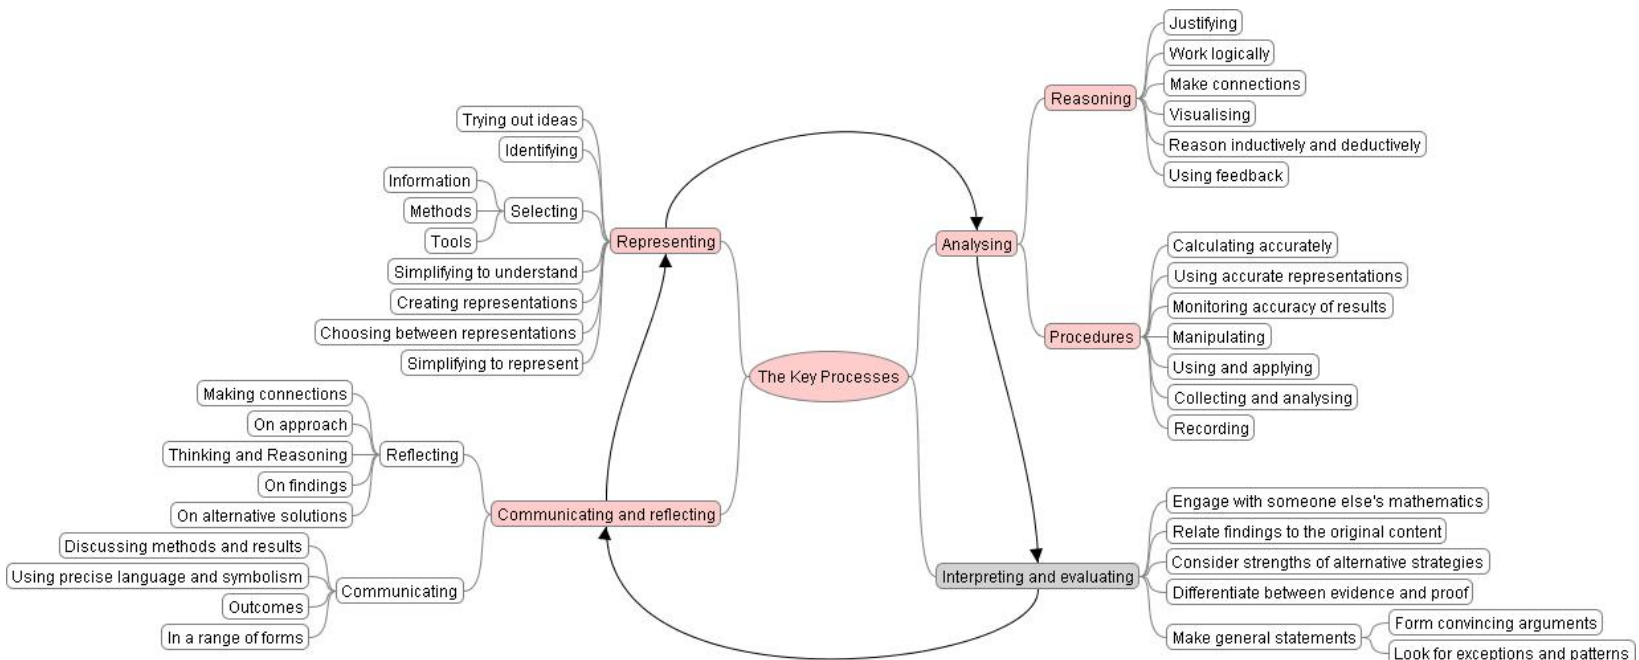 The Key Processes
Representing
Trying out ideas
Identifying
Selecting
Information
Methods
Tools
Simplifying to understand
Creating representations
Choosing between representations
Simplifying to represent
Analysing
Reasoning
Justifying
Work logically
Make connections
Visualising
Reason inductively and deductively
Using feedback
Procedures
Calculating accurately
Using accurate representations
Monitoring accuracy of results
Manipulating
Using and applying
Collecting and analysing
Recording
Interpreting and evaluating
Engage with someone else's mathematics
Relate findings to the original content
Consider strengths of alternative strategies
Differentiate between evidence and proof
Make general statements
Form convincing arguments
Look for exceptions and patterns
Communicating and reflecting
Reflecting
Making connections
On approach
Thinking and Reasoning
On findings
On alternative solutions
Communicating
Discussing methods and results
Using precise language and symbolism
Outcomes
In a range of forms